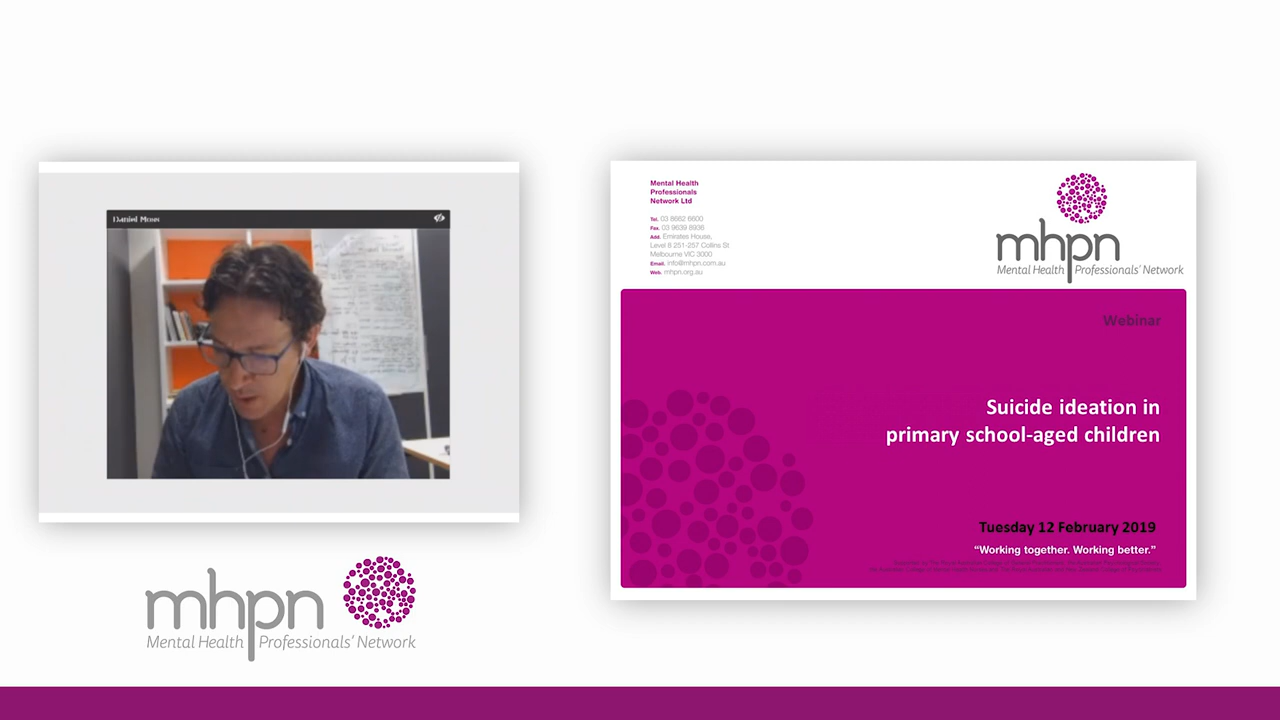 Daniel Moss
mhpn
Mental Health Professionals' Network
Mental Health
Professionals
Network Ltd
Tel. 03 8662 6600
Fax. 03 9639 8936
Add. Emirates House,
Level 8 251-257 Collins St
Melbourne VIC 3000
Email. info@mhpn.com.au
Web. mhpn.org.au
mhpn
Mental Health Professionals' Network
Webinar
Suicide ideation in
primary school-aged children
Tuesday 12 February 2019
“Working together. Working better.”